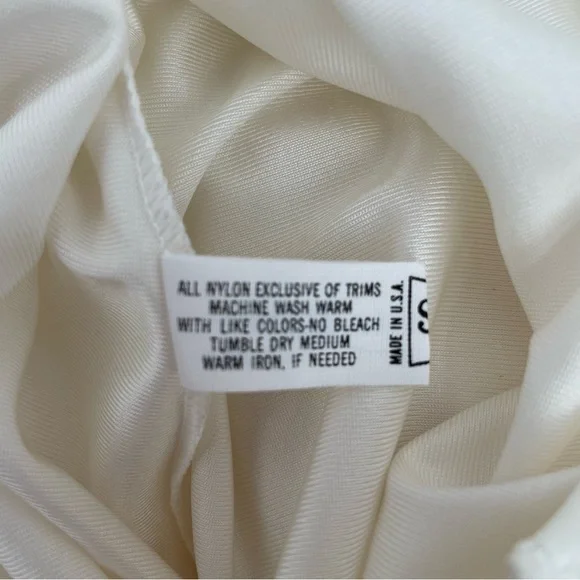 ALL NYLON EXCLUSIVE OF TRIMS
MACHINE WASH WARM
WITH LIKE COLORS-NO BLEACH
TUMBLE DRY MEDIUM
WARM IRON, IF NEEDED
MADE IN U.S.A.